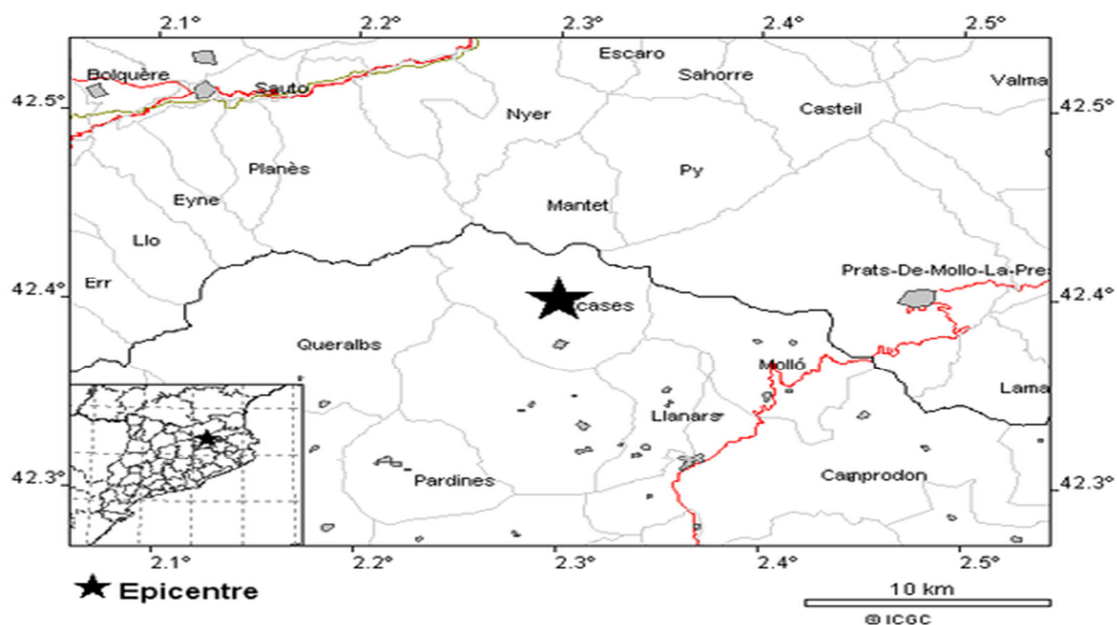 2.1° 2.2° 2.3° 2.4° 2.5°
Escaro
Bolquère Sahorre
Sauto Valma
42.5° Nyer Casteil 42.5°
Planès Py
Eyne Mantet
Llo
Err Prats-De-Mollo-La-Pre
42.4° cases 42.4°
Queralbs
Molló
Lama
Llanars
42.3° Pardines Camprodon 42.3°
2.1° 2.2° 2.3° 2.4° 2.5°
Epicentre 10 km
© ICGC